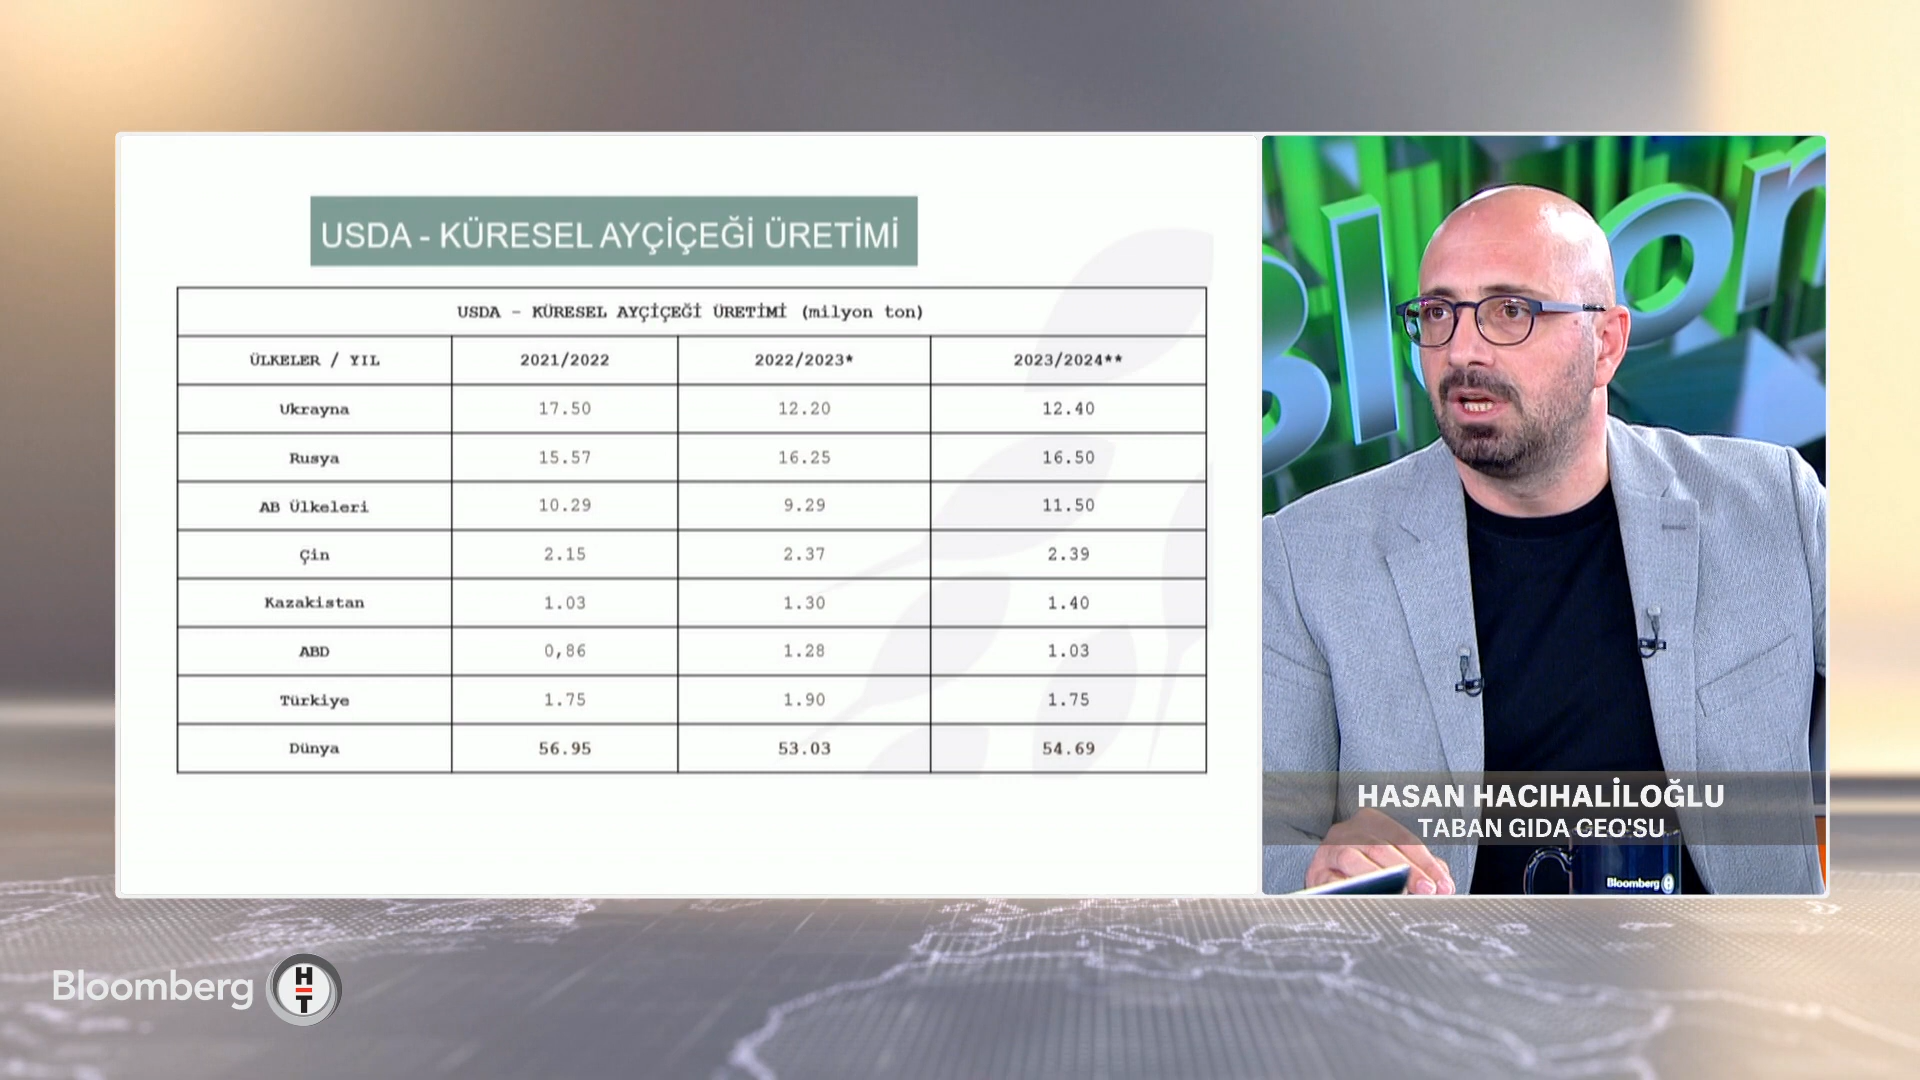 USDA - KÜRESEL AYÇİÇEĞİ ÜRETİMİ
USDA - KÜRESEL AYÇİÇEĞİ ÜRETİMİ (milyon ton)
ÜLKELER / YIL 2021/2022 2022/2023* 2023/2024**
Ukrayna 17.50 12.20 12.40
Rusya 15.57 16.25 16.50
AB Ülkeleri 10.29 9.29 11.50
Çin 2.15 2.37 2.39
Kazakistan 1.03 1.30 1.40
ABD 0,86 1.28 1.03
Türkiye 1.75 1.90 1.75
Dünya 56.95 53.03 54.69
Bloom
HASAN HACIHALİLOĞLU
TABAN GIDA CEO'SU
Bloomberg HT
Bloomberg HT